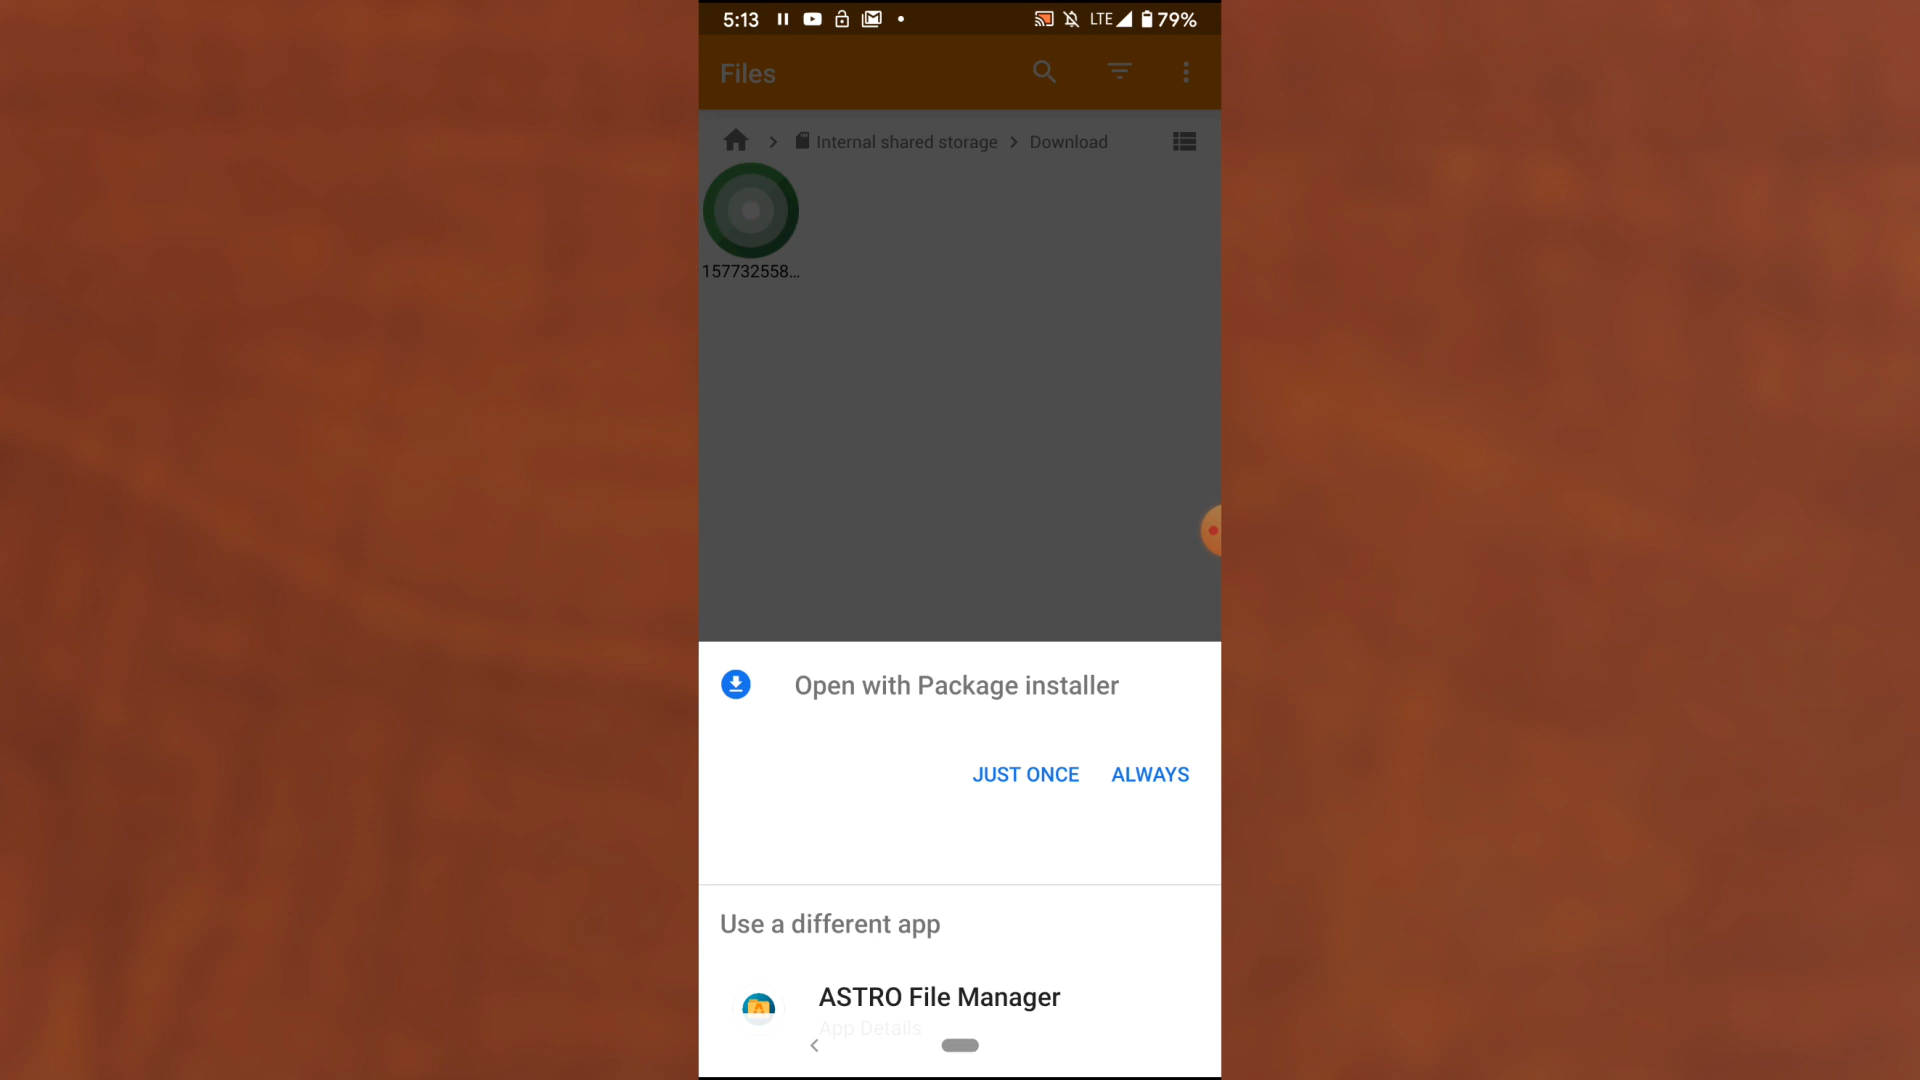 5:13 LTE 79%
Files
Internal shared storage > Download
157732558...
Open with Package installer
JUST ONCE ALWAYS
Use a different app
ASTRO File Manager
App Details